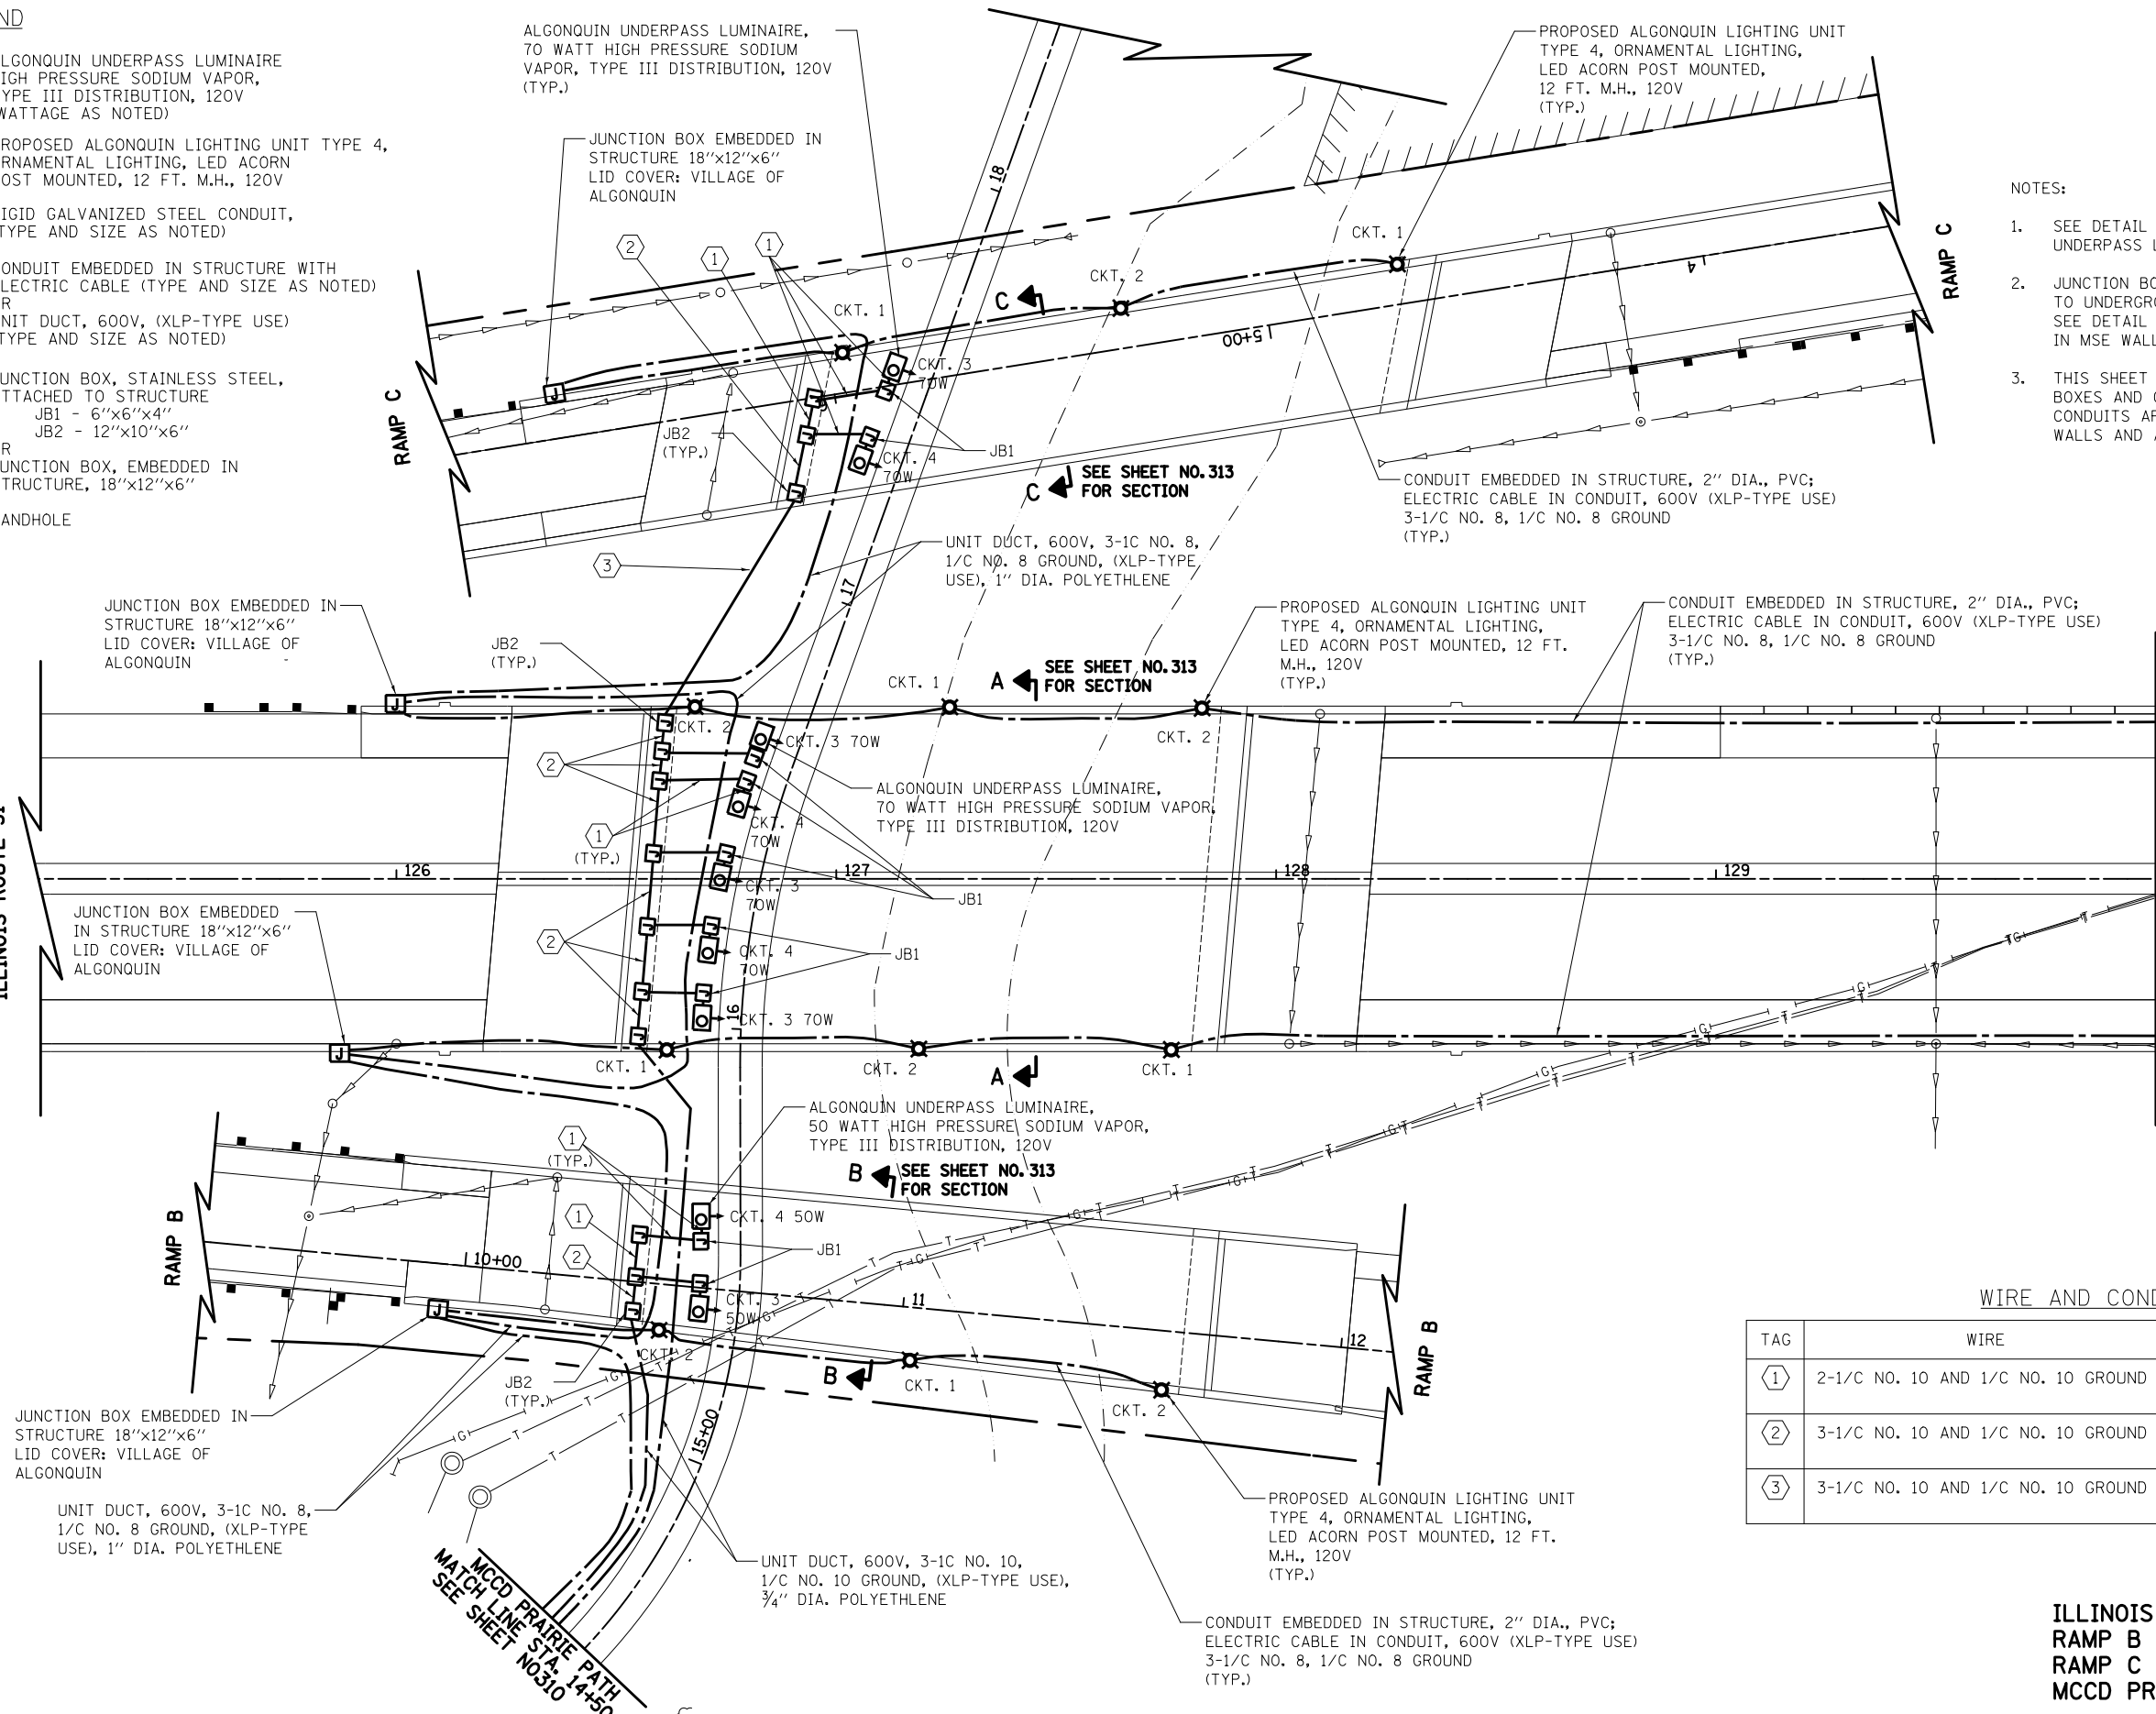 ALGONQUIN UNDERPASS LUMINAIRE,
70 WATT HIGH PRESSURE SODIUM
VAPOR, TYPE III DISTRIBUTION, 120V
(TYP.)
JUNCTION BOX EMBEDDED IN
STRUCTURE 18"x12"x6"
LID COVER: VILLAGE OF
ALGONQUIN
PROPOSED ALGONQUIN LIGHTING UNIT
TYPE 4, ORNAMENTAL LIGHTING,
LED ACORN POST MOUNTED,
12 FT. M.H., 120V
(TYP.)
ND
LGONQUIN UNDERPASS LUMINAIRE
IGH PRESSURE SODIUM VAPOR,
YPE III DISTRIBUTION, 120V
WATTAGE AS NOTED)
ROPOSED ALGONQUIN LIGHTING UNIT TYPE 4,
RNAMENTAL LIGHTING, LED ACORN
OST MOUNTED, 12 FT. M.H., 120V
IGID GALVANIZED STEEL CONDUIT,
TYPE AND SIZE AS NOTED)
ONDUIT EMBEDDED IN STRUCTURE WITH
LECTRIC CABLE (TYPE AND SIZE AS NOTED)
R
NIT DUCT, 600V, (XLP-TYPE USE)
TYPE AND SIZE AS NOTED)
UNCTION BOX, STAINLESS STEEL,
TTACHED TO STRUCTURE
JB1 - 6"x6"x4"
JB2 - 12"x10"x6"
R
UNCTION BOX, EMBEDDED IN
TRUCTURE, 18"x12"x6"
ANDHOLE
NOTES:
1. SEE DETAIL
UNDERPASS L
2. JUNCTION BO
TO UNDERGRO
SEE DETAIL
IN MSE WALL
3. THIS SHEET
BOXES AND
CONDUITS AR
WALLS AND
2
1
1
18
CKT. 1
CKT. 2
CKT. 1
C
RAMP C
RAMP C
14
15+00
CKT. 3
70W
J
JB2
(TYP.)
CKT. 4
70W
JB1
C
SEE SHEET NO.313
FOR SECTION
CONDUIT EMBEDDED IN STRUCTURE, 2" DIA., PVC;
ELECTRIC CABLE IN CONDUIT, 600V (XLP-TYPE USE)
3-1/C NO. 8, 1/C NO. 8 GROUND
(TYP.)
3
UNIT DUCT, 600V, 3-1C NO. 8,
1/C NO. 8 GROUND, (XLP-TYPE
USE), 1" DIA. POLYETHLENE
17
JUNCTION BOX EMBEDDED IN
STRUCTURE 18"x12"x6"
LID COVER: VILLAGE OF
ALGONQUIN
JB2
(TYP.)
PROPOSED ALGONQUIN LIGHTING UNIT
TYPE 4, ORNAMENTAL LIGHTING,
LED ACORN POST MOUNTED, 12 FT.
M.H., 120V
(TYP.)
CONDUIT EMBEDDED IN STRUCTURE, 2" DIA., PVC;
ELECTRIC CABLE IN CONDUIT, 600V (XLP-TYPE USE)
3-1/C NO. 8, 1/C NO. 8 GROUND
(TYP.)
A
SEE SHEET NO.313
FOR SECTION
CKT. 1
J
CKT. 2
CKT. 3 70W
CKT. 2
2
ALGONQUIN UNDERPASS LUMINAIRE,
70 WATT HIGH PRESSURE SODIUM VAPOR,
TYPE III DISTRIBUTION, 120V
1
(TYP.)
CKT. 4
70W
126
127
128
129
CKT. 3
70W
JB1
JUNCTION BOX EMBEDDED
IN STRUCTURE 18"x12"x6"
LID COVER: VILLAGE OF
ALGONQUIN
2
CKT. 4
70W
JB1
16
CKT. 3 70W
J
CKT. 1
CKT. 2
A
CKT. 1
ALGONQUIN UNDERPASS LUMINAIRE,
50 WATT HIGH PRESSURE SODIUM VAPOR,
TYPE III DISTRIBUTION, 120V
1
(TYP.)
B
SEE SHEET NO.313
FOR SECTION
RAMP B
1
CKT. 4 50W
2
JB1
10+00
11
12
CKT. 3
50W
J
RAMP B
CKT. 2
B
CKT. 1
CKT. 2
JB2
(TYP.)
JUNCTION BOX EMBEDDED IN
STRUCTURE 18"x12"x6"
LID COVER: VILLAGE OF
ALGONQUIN
15+00
UNIT DUCT, 600V, 3-1C NO. 8,
1/C NO. 8 GROUND, (XLP-TYPE
USE), 1" DIA. POLYETHLENE
UNIT DUCT, 600V, 3-1C NO. 10,
1/C NO. 10 GROUND, (XLP-TYPE USE),
3/4" DIA. POLYETHLENE
PROPOSED ALGONQUIN LIGHTING UNIT
TYPE 4, ORNAMENTAL LIGHTING,
LED ACORN POST MOUNTED, 12 FT.
M.H., 120V
(TYP.)
CONDUIT EMBEDDED IN STRUCTURE, 2" DIA., PVC;
ELECTRIC CABLE IN CONDUIT, 600V (XLP-TYPE USE)
3-1/C NO. 8, 1/C NO. 8 GROUND
(TYP.)
MCCD PRAIRIE PATH
MATCH LINE STA. 14+50
SEE SHEET NO310
WIRE AND COND
TAG WIRE
1 2-1/C NO. 10 AND 1/C NO. 10 GROUND
2 3-1/C NO. 10 AND 1/C NO. 10 GROUND
3 3-1/C NO. 10 AND 1/C NO. 10 GROUND
ILLINOIS
RAMP B
RAMP C
MCCD PR